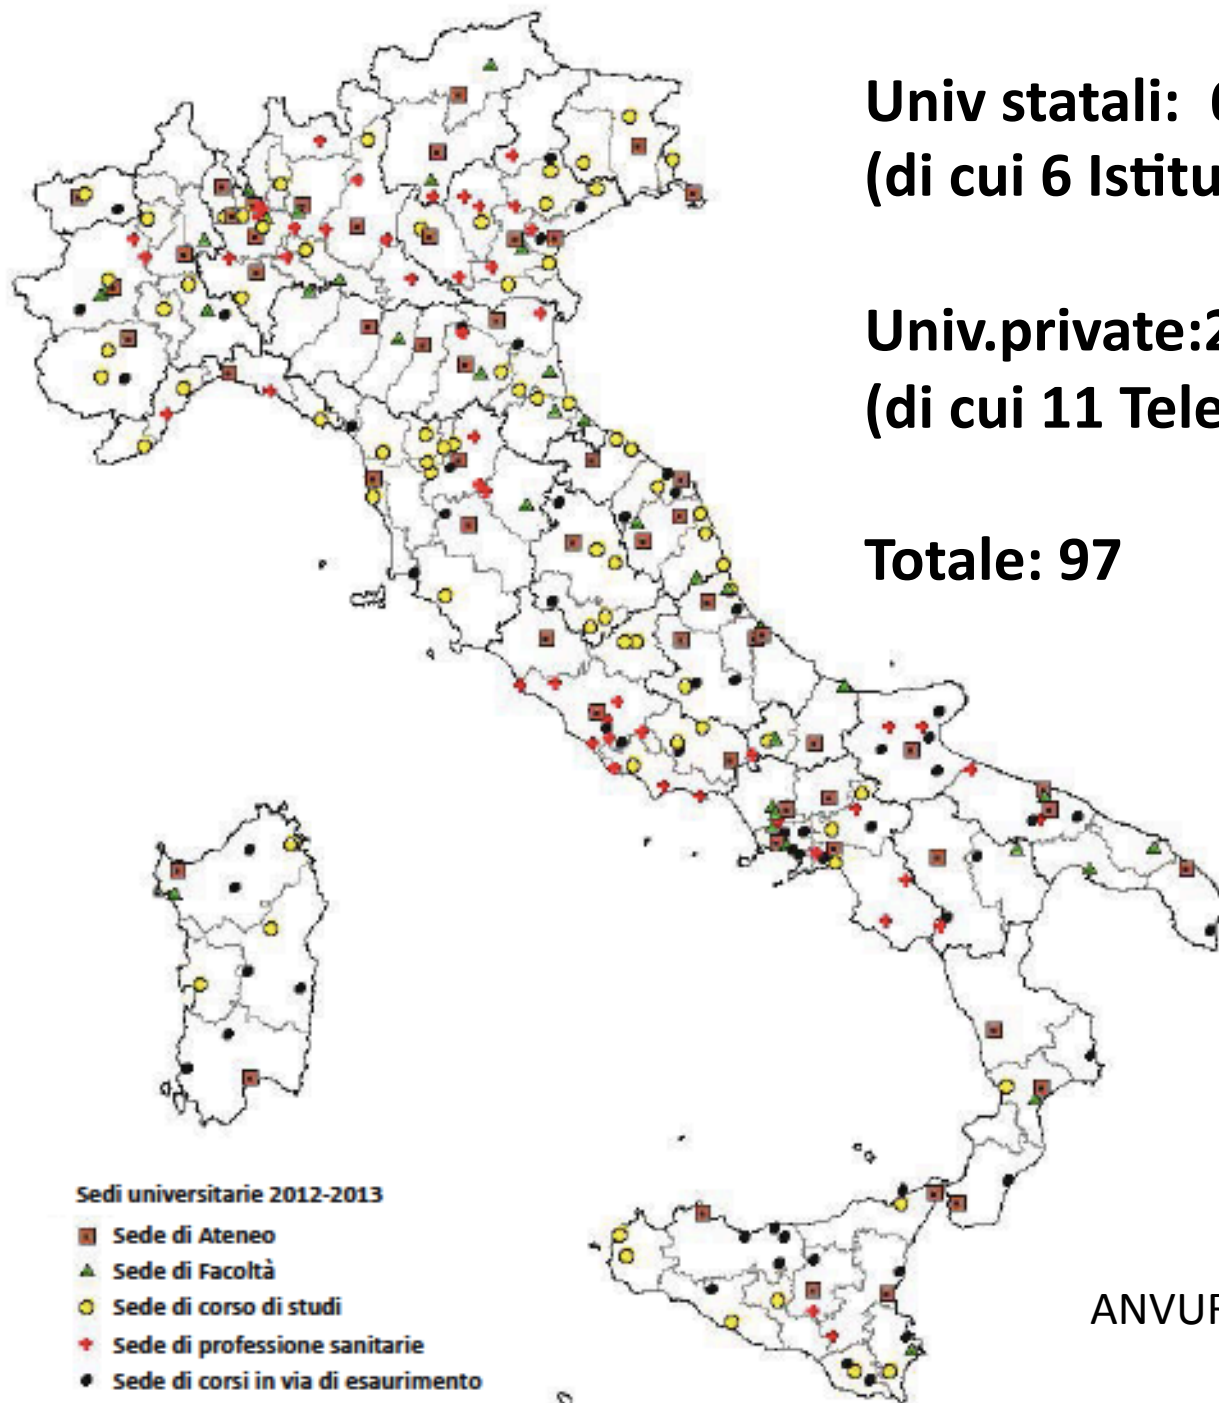 Univ statali:
(di cui 6 Istitu
Univ.private:2
(di cui 11 Tele
Totale: 97
Sedi universitarie 2012-2013
Sede di Ateneo
Sede di Facoltà
Sede di corso di studi
Sede di professione sanitarie
Sede di corsi in via di esaurimento
ANVUR